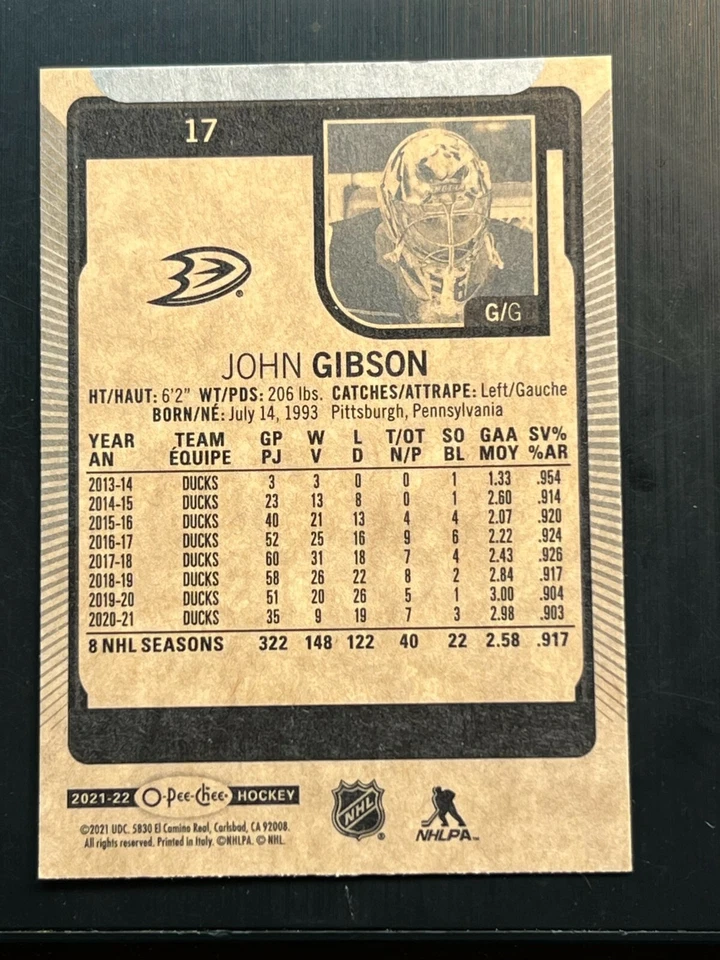 17
G/G
JOHN GIBSON
HT/HAUT: 6'2" WT/PDS: 206 lbs. CATCHES/ATTRAPE: Left/Gauche
BORN/NÉ: July 14, 1993 Pittsburgh, Pennsylvania
YEAR TEAM GP W L T/OT SO GAA SV%
AN ÉQUIPE PJ V D N/P BL MOY %AR
2013-14 DUCKS 3 3 0 0 1 1.33 .954
2014-15 DUCKS 23 13 8 0 1 2.60 .914
2015-16 DUCKS 40 21 13 4 4 2.07 .920
2016-17 DUCKS 52 25 16 9 6 2.22 .924
2017-18 DUCKS 60 31 18 7 4 2.43 .926
2018-19 DUCKS 58 26 22 8 2 2.84 .917
2019-20 DUCKS 51 20 26 5 1 3.00 .904
2020-21 DUCKS 35 9 19 7 3 2.98 .903
8 NHL SEASONS 322 148 122 40 22 2.58 .917
2021-22 O-Pee-Chee HOCKEY
©2021 UDC. 5830 El Camino Real, Carlsbad, CA 92008.
All rights reserved. Printed in Italy. ©NHLPA. © NHL.
NHL ®
NHLPA™